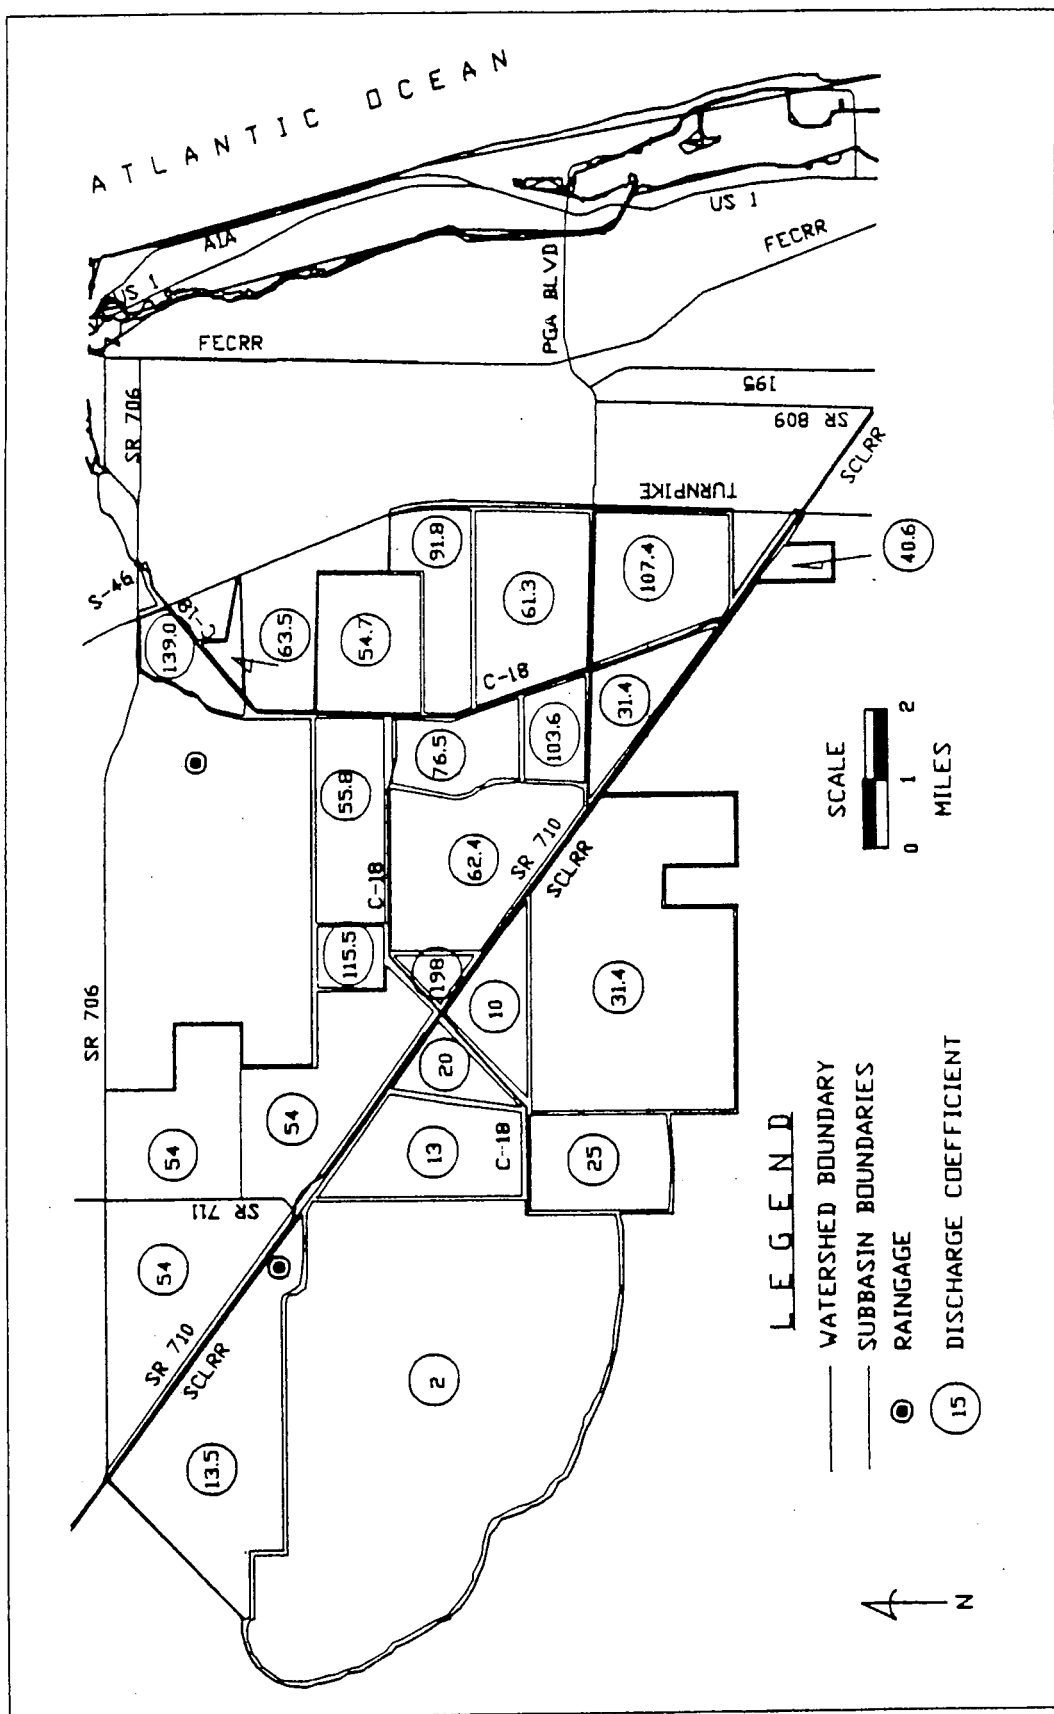 ATLANTIC OCEAN
A1A
US 1
US 1
FECRR
FECRR
PGA BLVD
SR 706
I95
SR 809
SCLRR
TURNPIKE
S-46
C-18
139.0
63.5
54.7
91.8
61.3
107.4
40.6
C-18
31.4
103.6
76.5
55.8
62.4
C-18
SR 710
SCLRR
115.5
198
10
31.4
SR 706
20
54
54
13
C-18
25
SR 711
54
SR 710
SCLRR
13.5
2
SCALE
0 1 2
MILES
LEGEND
WATERSHED BOUNDARY
SUBBASIN BOUNDARIES
RAINGAGE
15 DISCHARGE COEFFICIENT
N